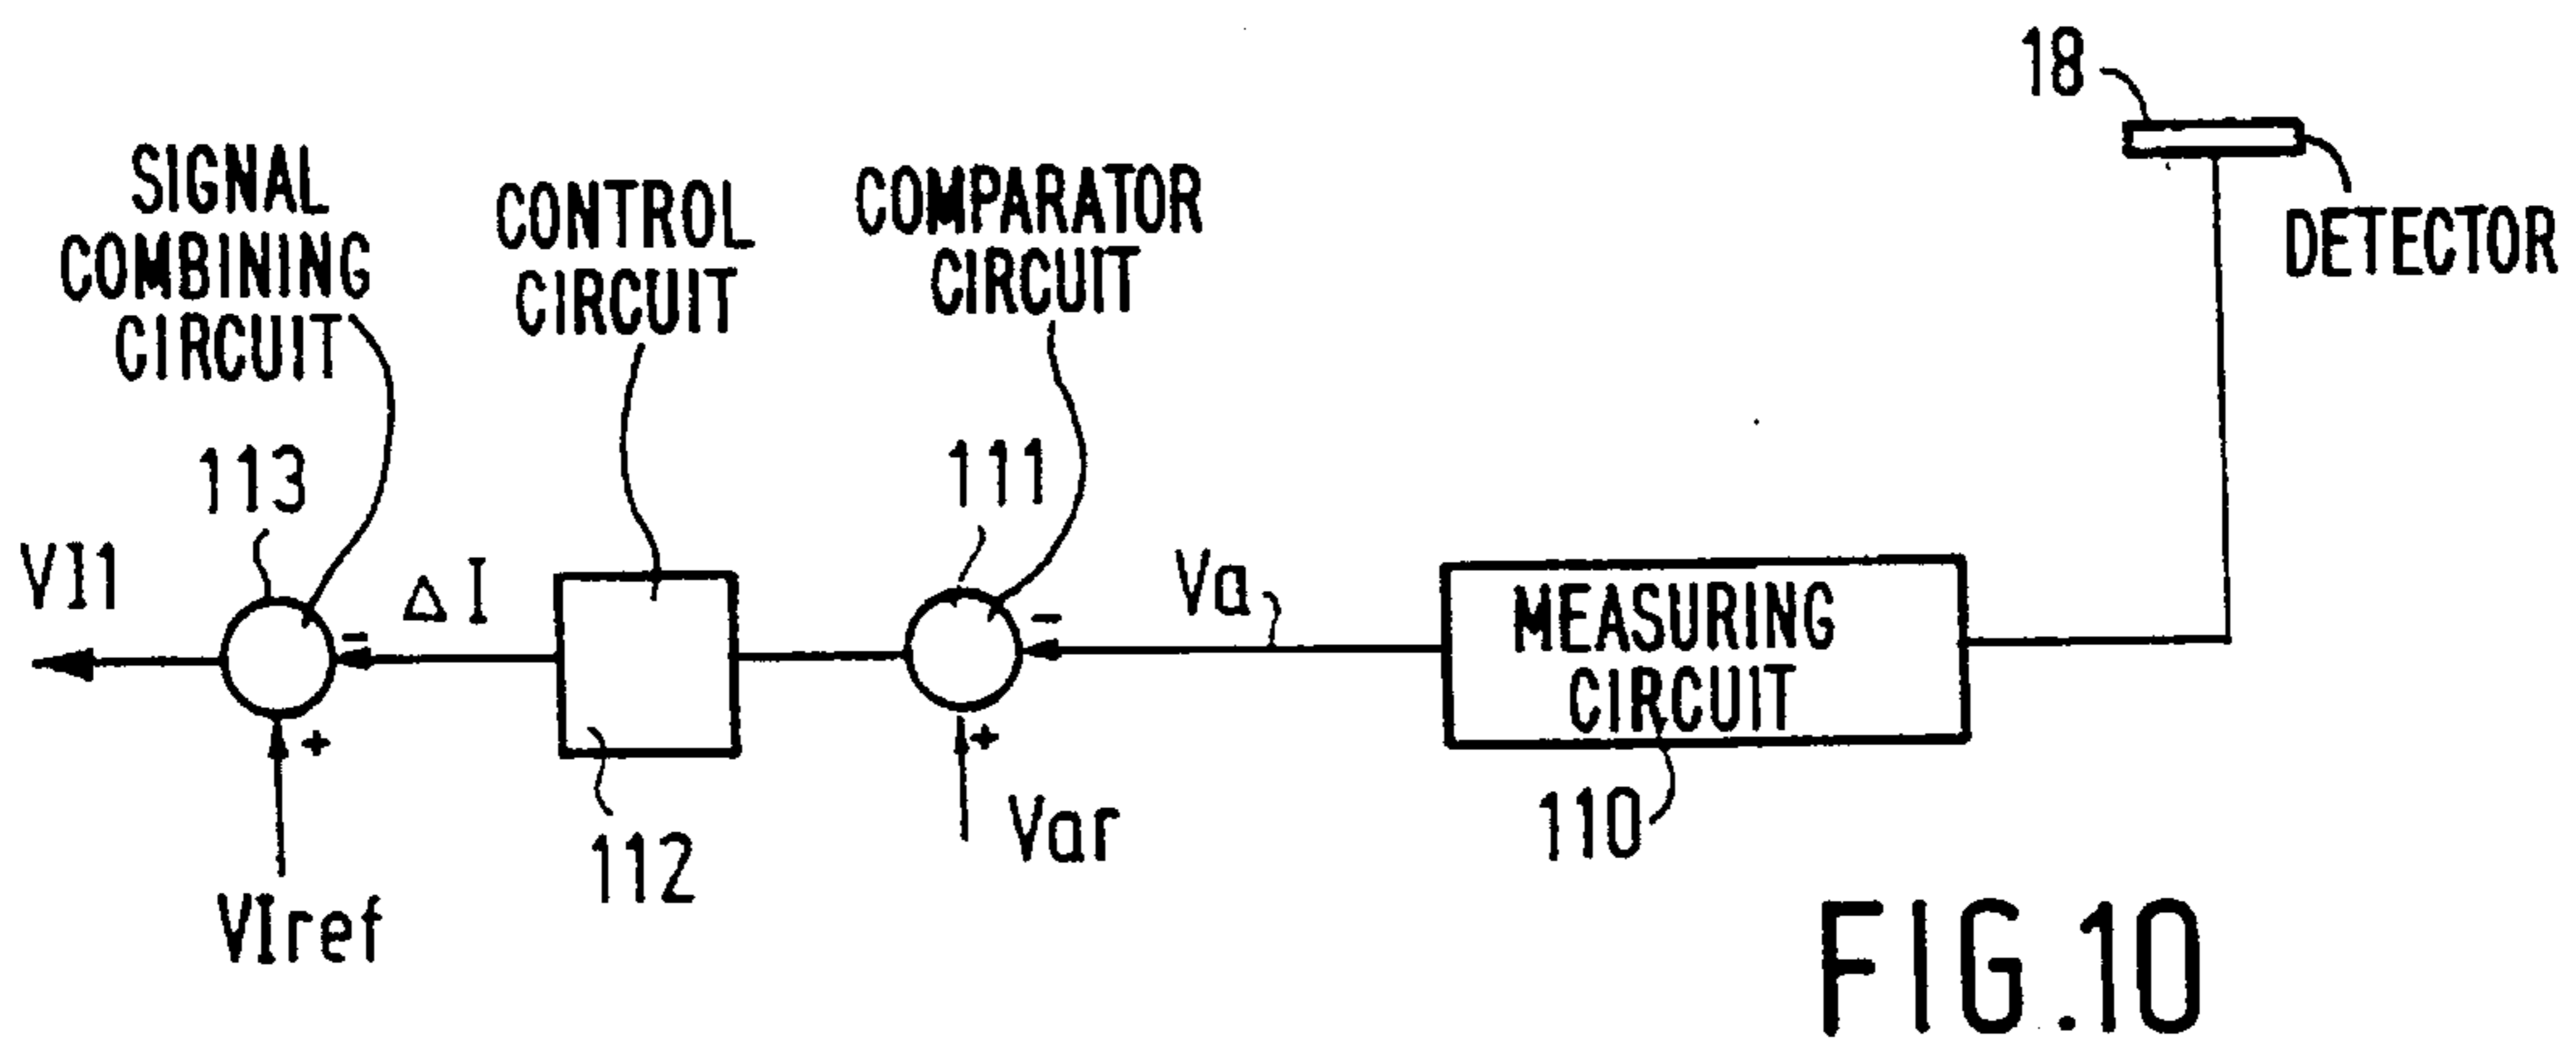 18
DETECTOR
SIGNAL
COMBINING
CIRCUIT
CONTROL
CIRCUIT
COMPARATOR
CIRCUIT
113
111
VI1
Δ I
-
-
Va
MEASURING
CIRCUIT
+
+
VIref
112
Var
110
FIG.10